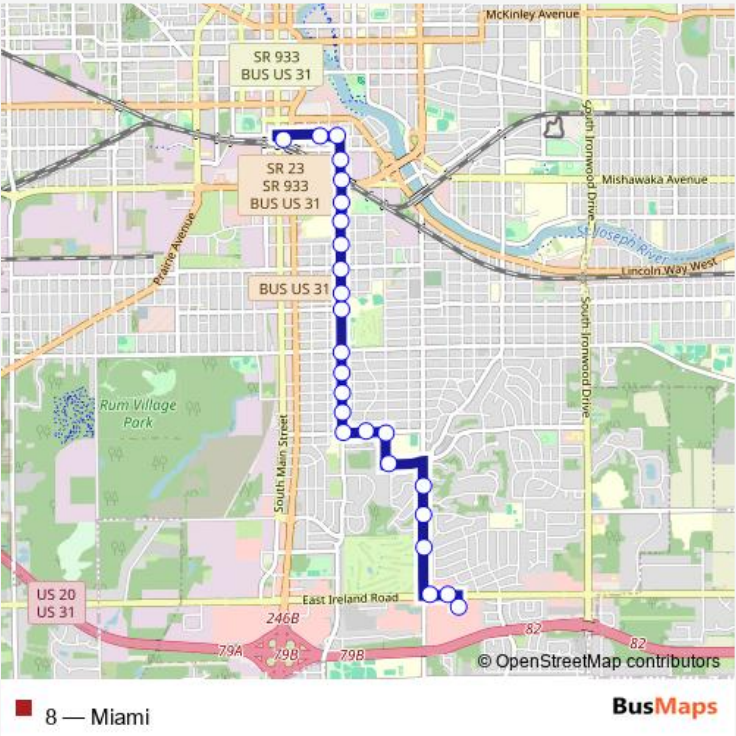 McKinley Avenue
SR 933
BUS US 31
South Ironwood Drive
SR 23
SR 933
BUS US 31
Mishawaka Avenue
Prairie Avenue
St Joseph River
Lincoln Way West
BUS US 31
South Ironwood Drive
Rum Village
Park
South Main Street
US 20
US 31
East Ireland Road
246B
79A
79B
79B
82
82
© OpenStreetMap contributors
8 — Miami
BusMaps